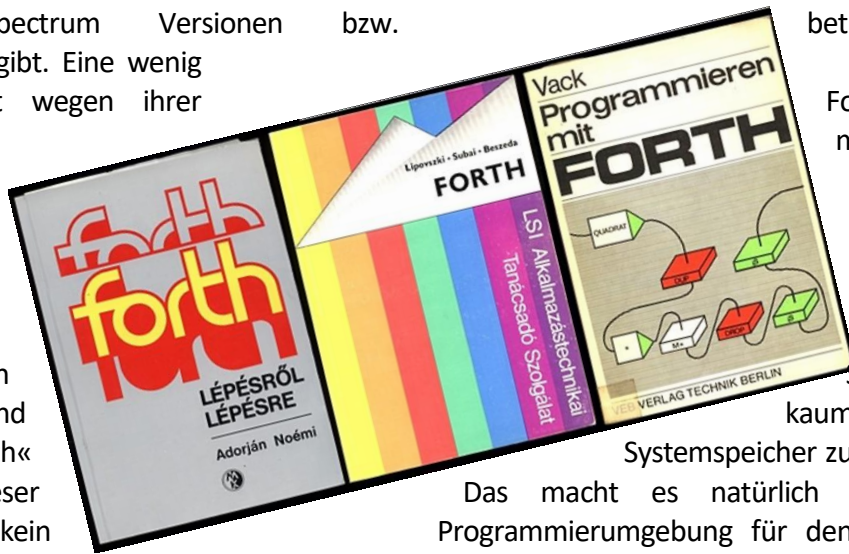 pectrum Versionen bzw.
gibt. Eine wenig
wegen ihrer
bet
Fo
forth
forth
forth
LÉPÉSRŐL
LÉPÉSRE
Adorján Noémi
Lipovszki - Subai - Beszeda
FORTH
LSI Alkalmazástechnikai
Tanácsadó Szolgálat
Vack
Programmieren
mit
FORTH
QUADRAT
DUP
M*
DROP
VEB VERLAG TECHNIK BERLIN
nd
h«
eser
kein
kaum
Systemspeicher zu
Das macht es natürlich
Programmierumgebung für den